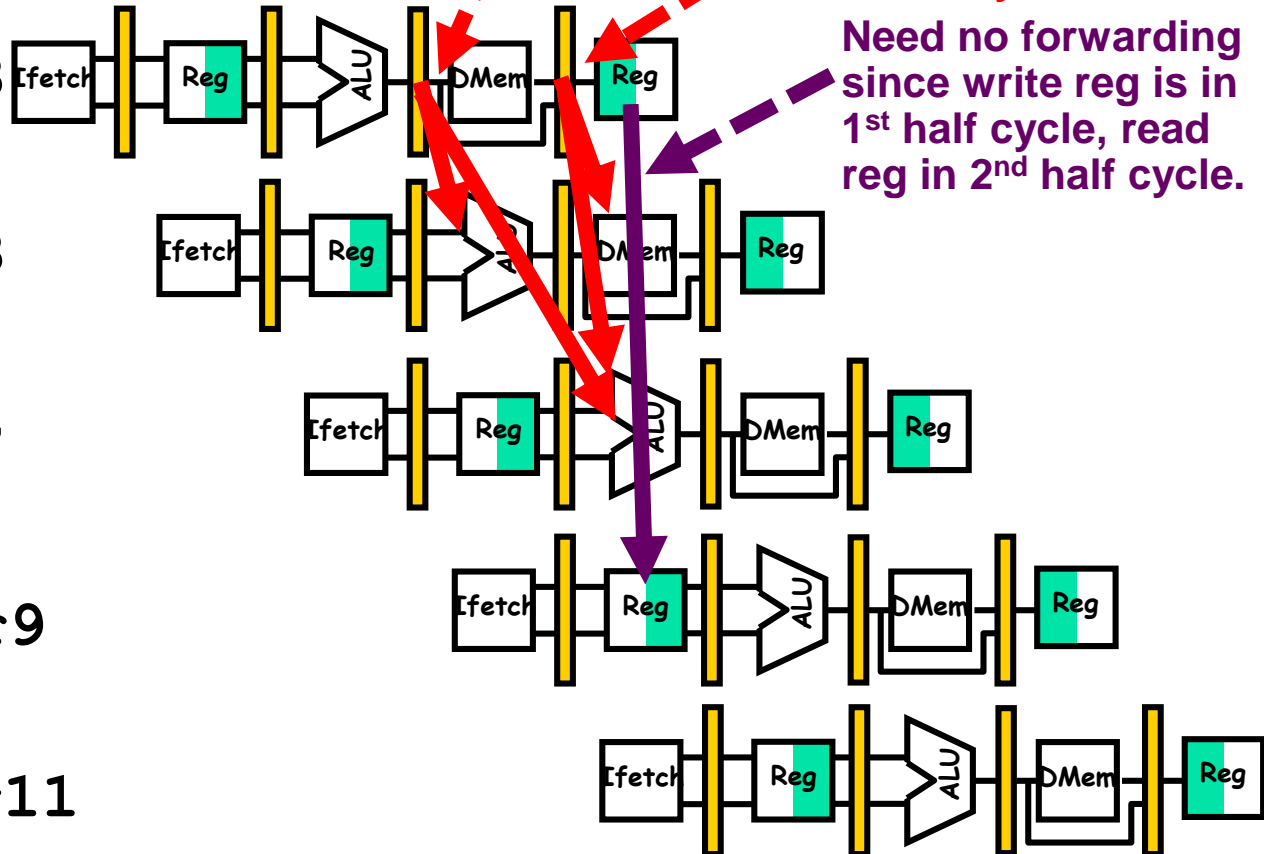 Need no forwarding
since write reg is in
1st half cycle, read
reg in 2nd half cycle.
Ifetch Reg ALU DMem Reg
Ifetch Reg ALU DMem Reg
Ifetch Reg ALU DMem Reg
r9
Ifetch Reg ALU DMem Reg
11
Ifetch Reg ALU DMem Reg